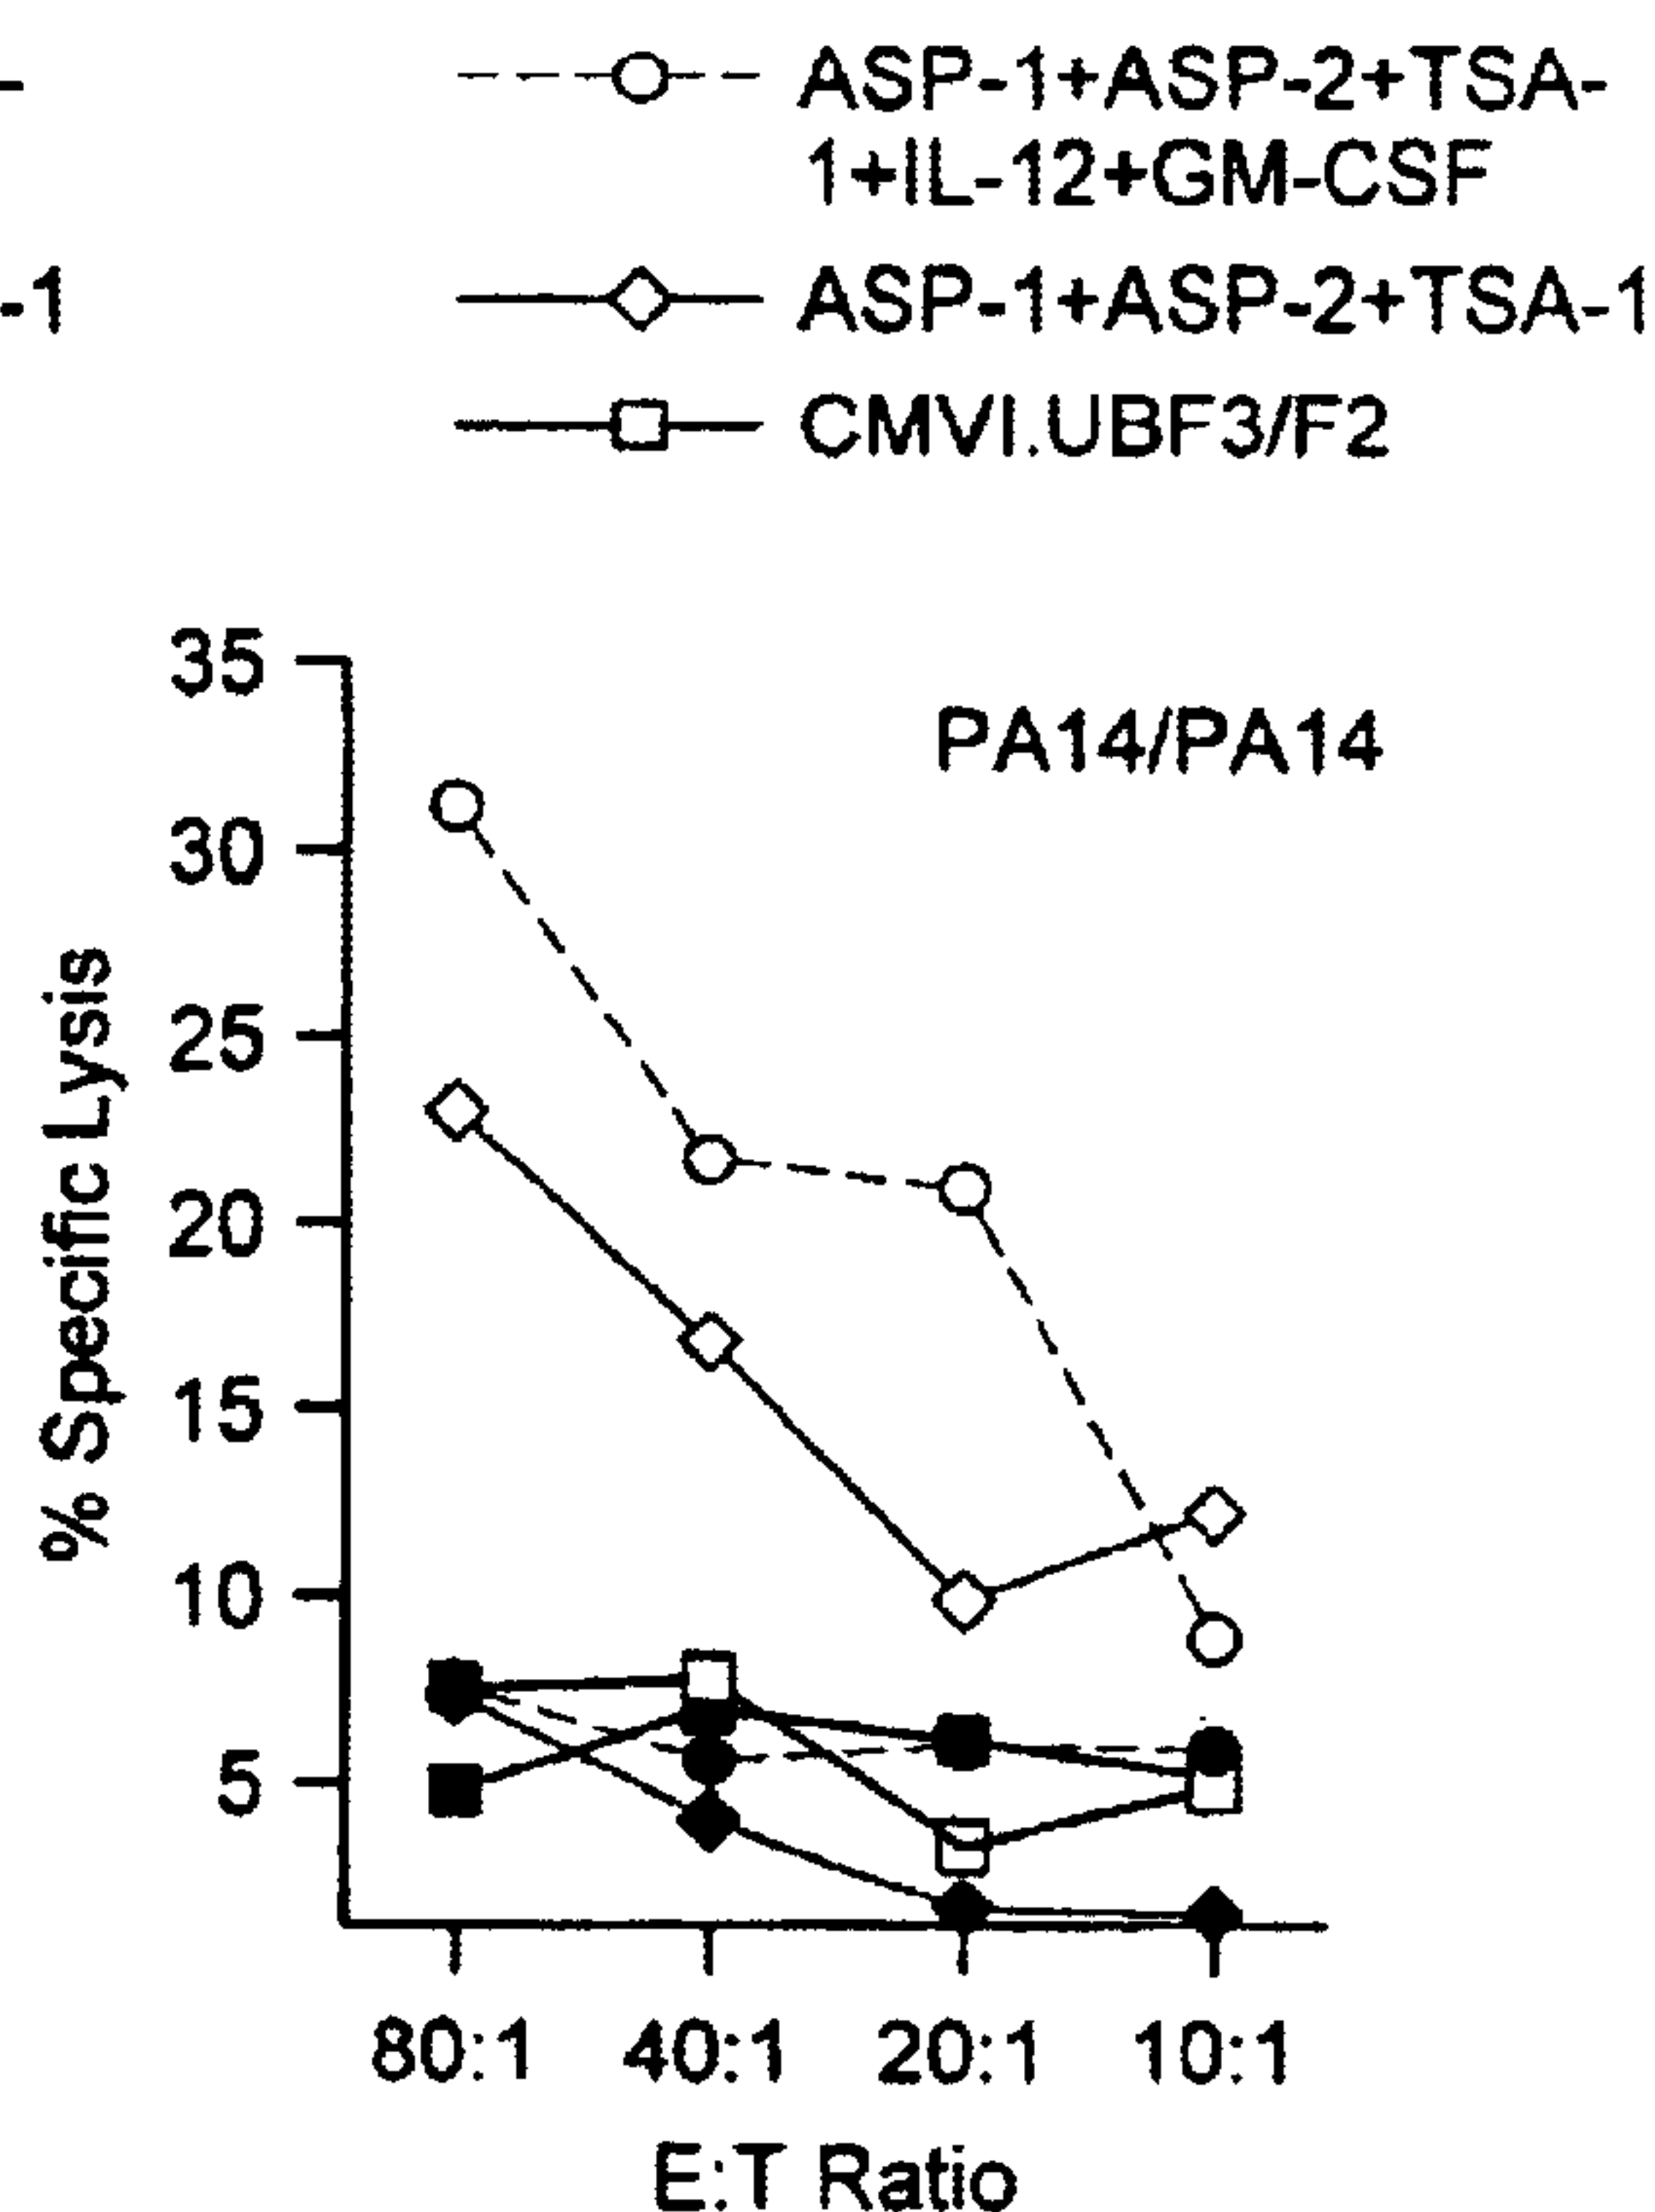 -
ASP-1+ASP-2+TSA-
1+IL-12+GM-CSF
-1
ASP-1+ASP-2+TSA-1
CMVI.UBF3/F2
35
PA14/PA14
30
25
20
15
10
5
% Specific Lysis
80:1 40:1 20:1 10:1
E:T Ratio